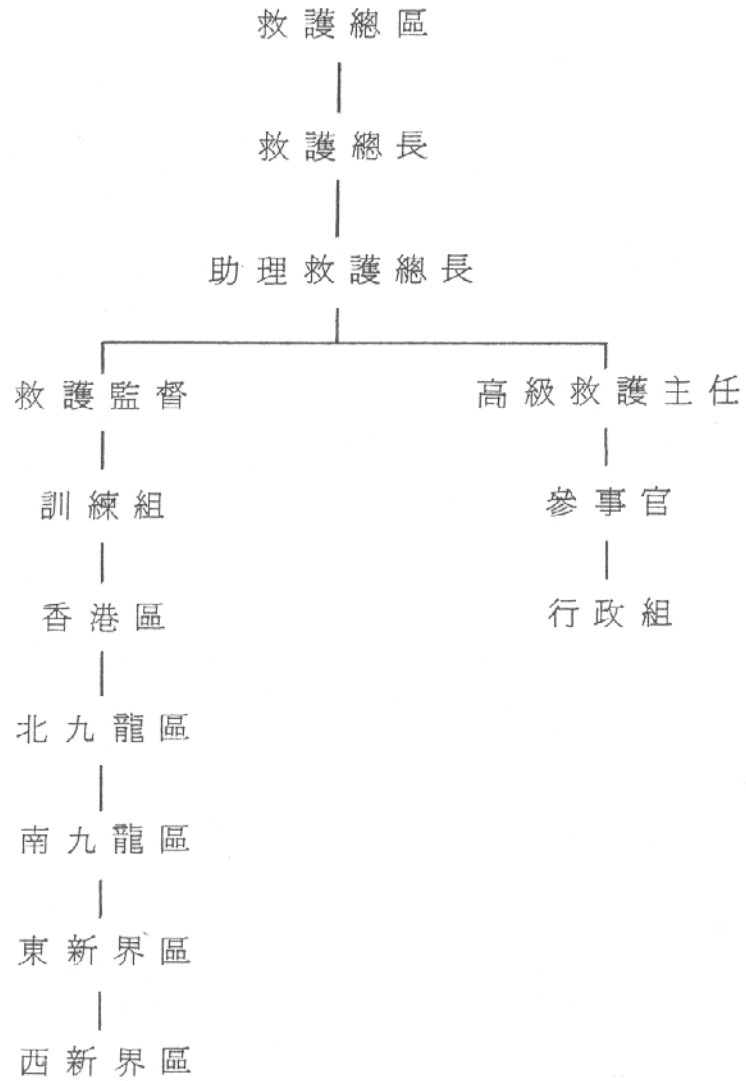 救護總區
救護總長
助理救護總長
救護監督
高級救護主任
訓練組
參事官
香港區
行政組
北九龍區
南九龍區
東新界區
西新界區